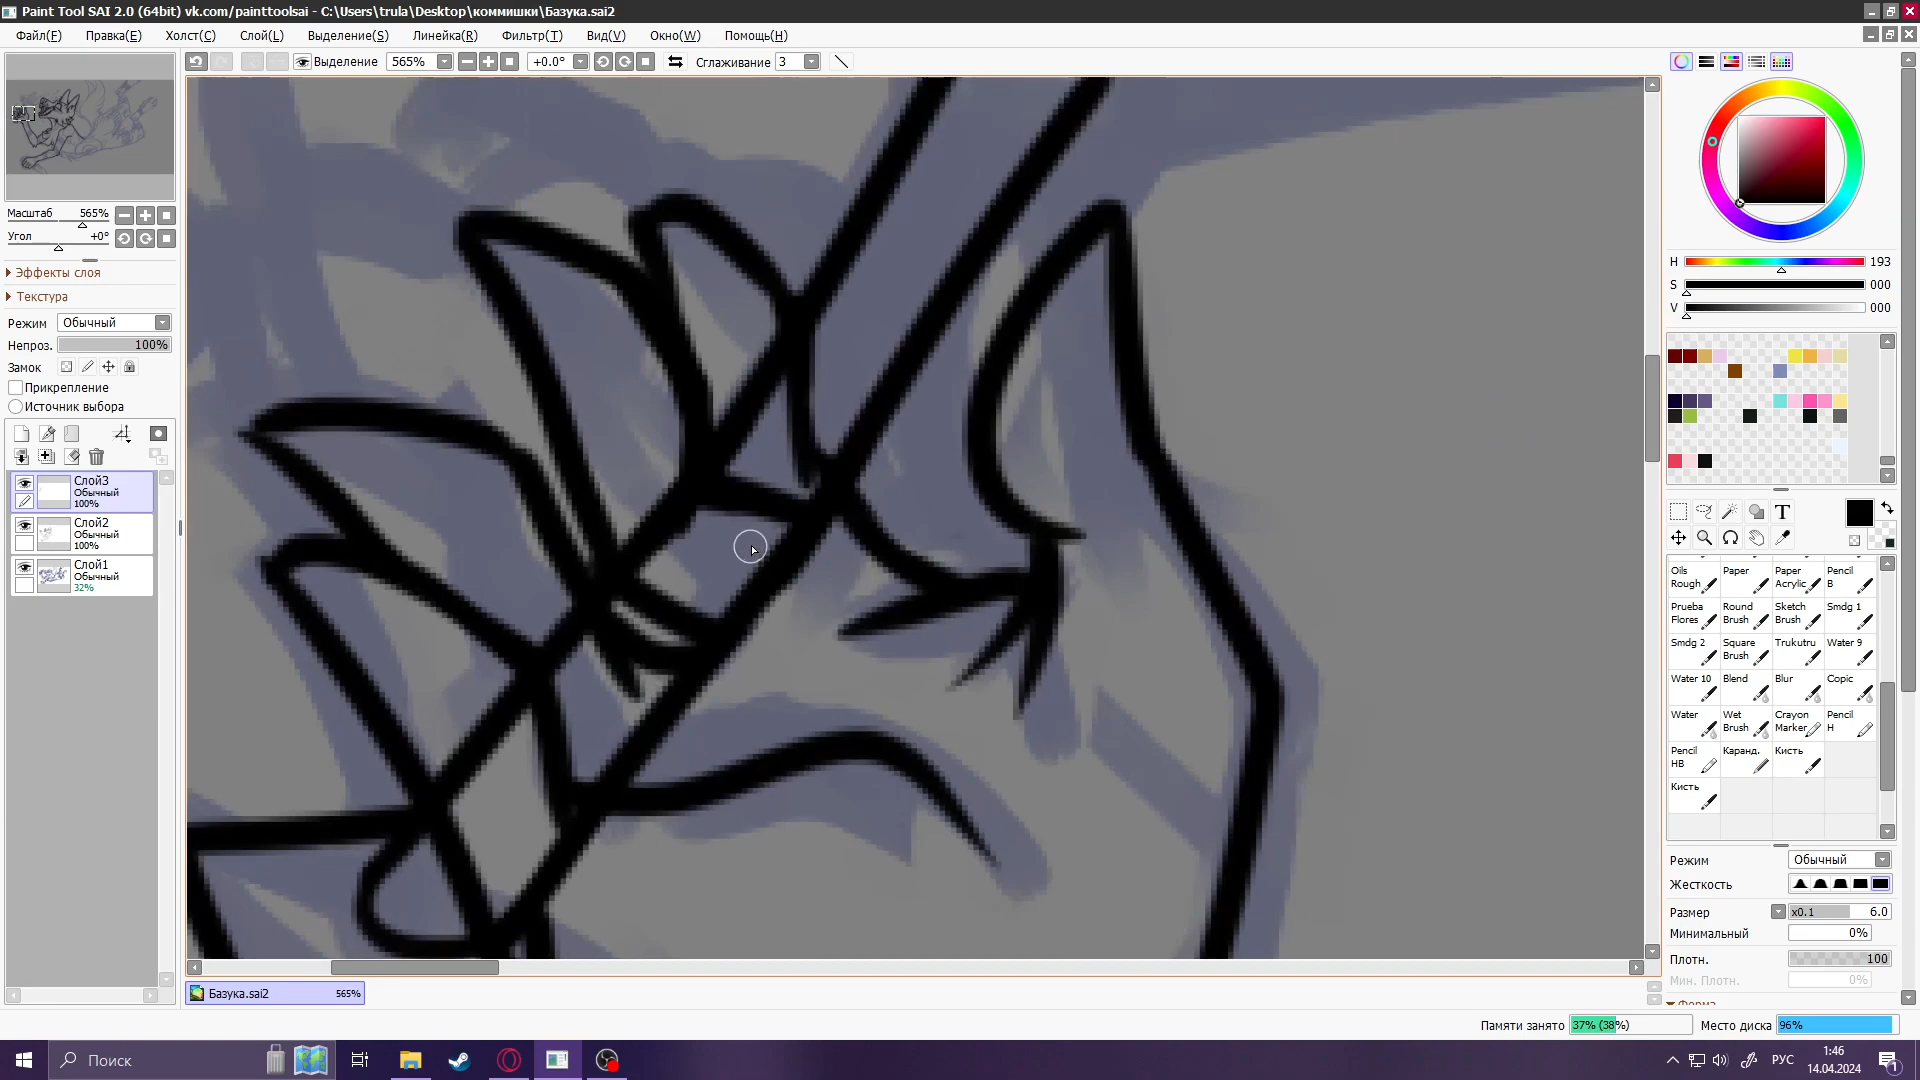 Paint Tool SAI 2.0 (64bit) vk.com/painttoolsai - C:\Users\trula\Desktop\коммишки\Базука.sai2
Файл(F) Правка(E) Холст(C) Слой(L) Выделение(S) Линейка(R) Фильтр(T) Вид(V) Окно(W) Помощь(H)
Выделение 565% +0.0° Сглаживание 3
Масштаб 565%
Угол +0°
Эффекты слоя
Текстура
Режим Обычный
Непроз. 100%
Замок
Прикрепление
Источник выбора
Слой3
Обычный
100%
Слой2
Обычный
100%
Слой1
Обычный
32%
H 193
S 000
V 000
T
Oils Rough Paper Paper Acrylic Pencil B
Prueba Flores Round Brush Sketch Brush Smdg 1
Smdg 2 Square Brush Trukutru Water 9
Water 10 Blend Blur Copic
Water Wet Brush Crayon Marker Pencil H
Pencil HB Каранд. Кисть
Кисть
Режим Обычный
Жесткость
Размер x0.1 6.0
Минимальный 0%
Плотн. 100
Мин. Плотн. 0%
Форма
Базука.sai2 565%
Памяти занято 37% (38%) Место диска 96%
Поиск
РУС
1:46
14.04.2024
1